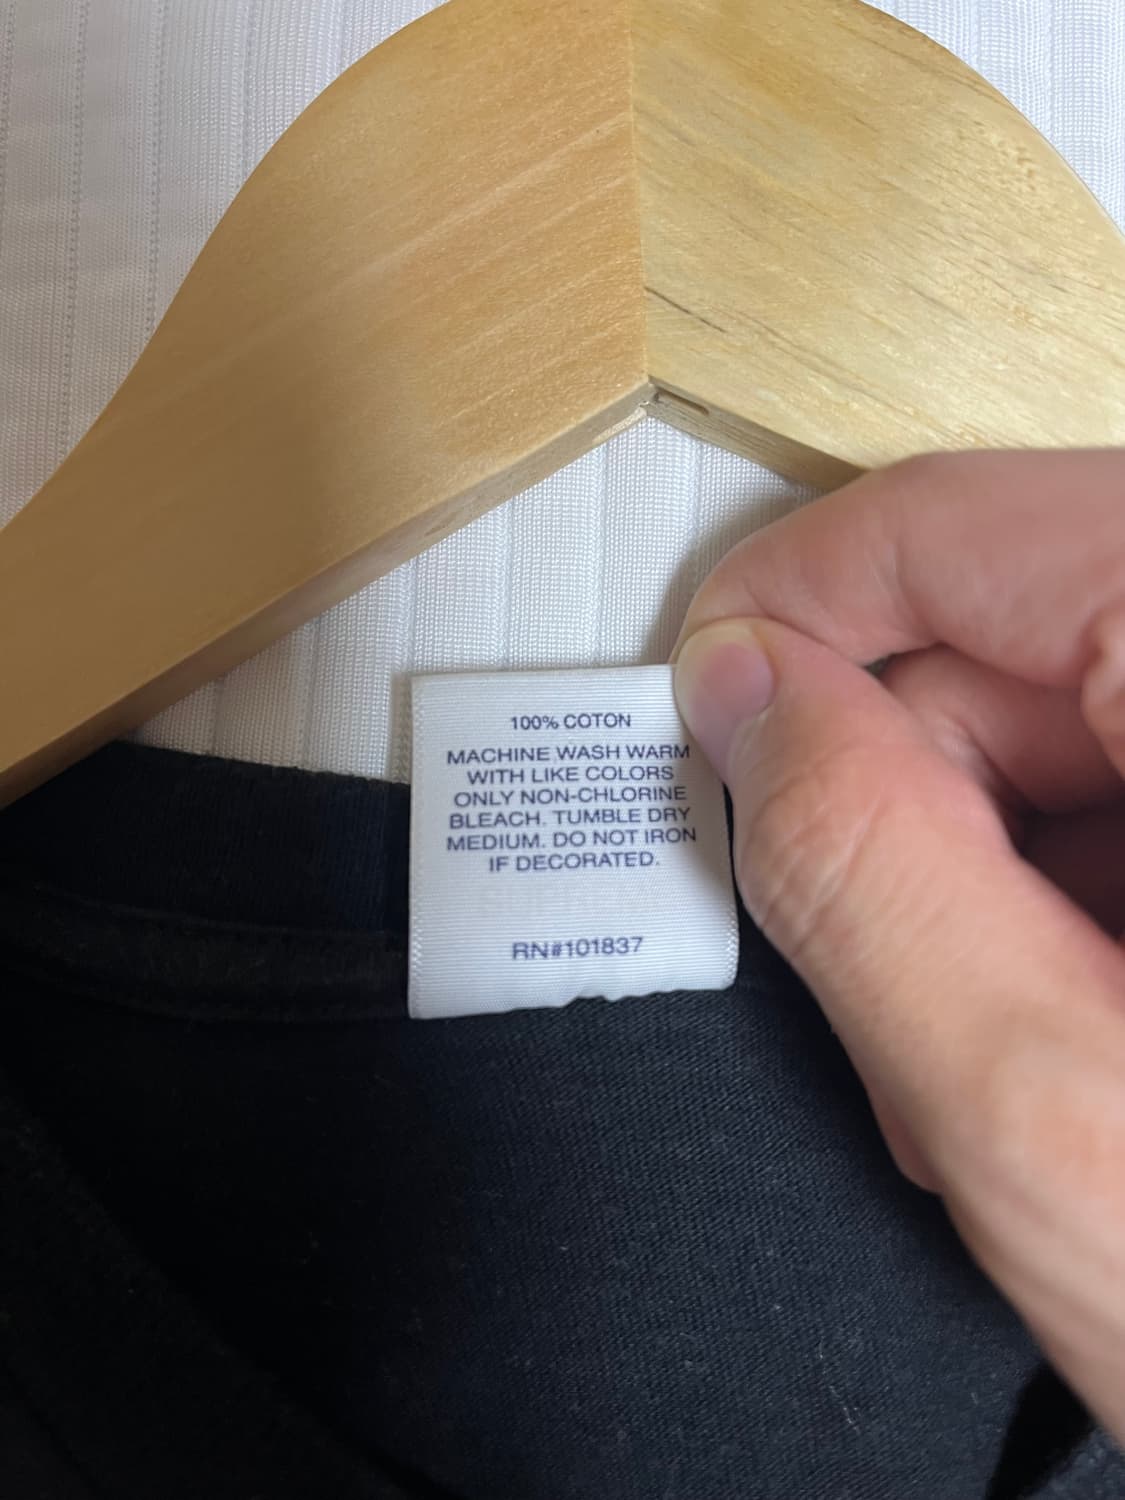 100% COTON
MACHINE WASH WARM
WITH LIKE COLORS
ONLY NON-CHLORINE
BLEACH. TUMBLE DRY
MEDIUM. DO NOT IRON
IF DECORATED.
RN#101837